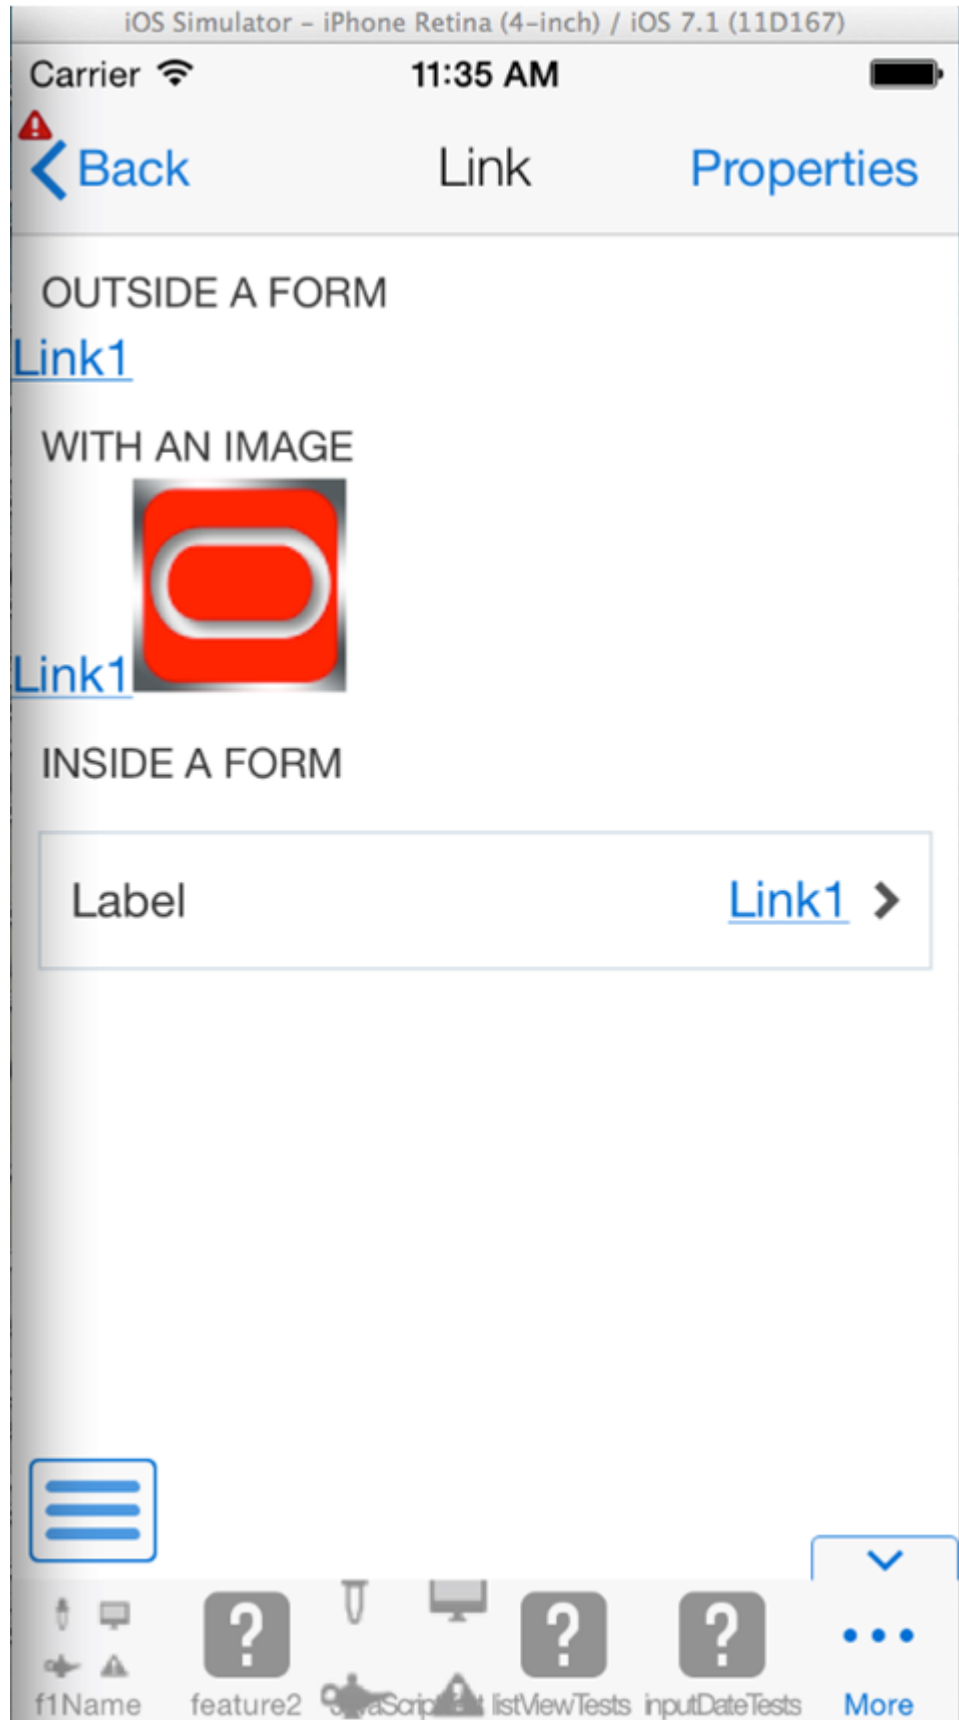 iOS Simulator – iPhone Retina (4-inch) / iOS 7.1 (11D167)
Carrier 11:35 AM
Back Link Properties
OUTSIDE A FORM
Link1
WITH AN IMAGE
Link1
INSIDE A FORM
Label Link1
f1Name feature2 listViewTests inputDateTests More